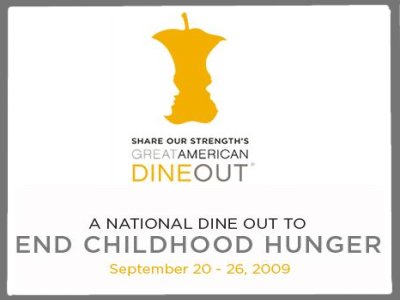 SHARE OUR STRENGTH'S
GREATAMERICAN
DINEOUT®
A NATIONAL DINE OUT TO
END CHILDHOOD HUNGER
September 20 - 26, 2009